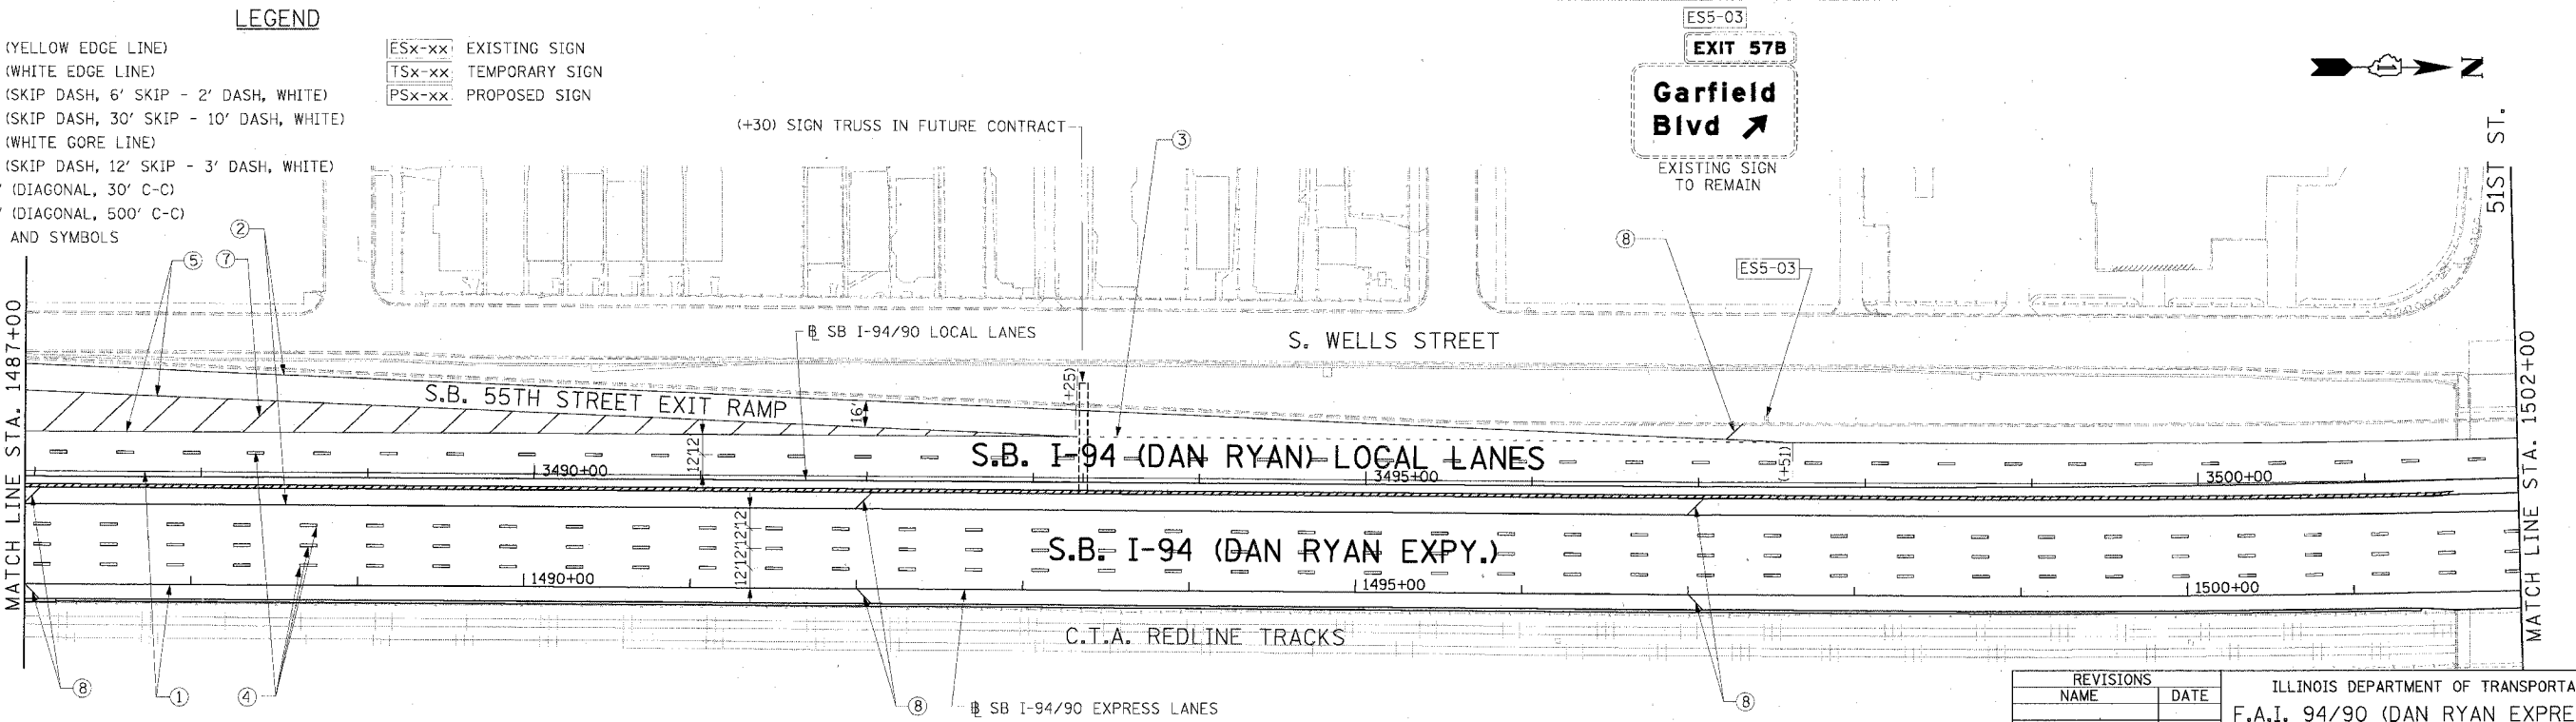 LEGEND
(YELLOW EDGE LINE)
(WHITE EDGE LINE)
(SKIP DASH, 6' SKIP - 2' DASH, WHITE)
(SKIP DASH, 30' SKIP - 10' DASH, WHITE)
(WHITE GORE LINE)
(SKIP DASH, 12' SKIP - 3' DASH, WHITE)
' (DIAGONAL, 30' C-C)
' (DIAGONAL, 500' C-C)
AND SYMBOLS
ESx-xx EXISTING SIGN
TSx-xx TEMPORARY SIGN
PSx-xx PROPOSED SIGN
ES5-03
EXIT 57B
Garfield
Blvd ↗
EXISTING SIGN
TO REMAIN
N
51ST ST.
(+30) SIGN TRUSS IN FUTURE CONTRACT
3
2
5
7
8
ES5-03
℄ SB I-94/90 LOCAL LANES
S. WELLS STREET
MATCH LINE STA. 1487+00
MATCH LINE STA. 1502+00
S.B. 55TH STREET EXIT RAMP
16'
(+25)
12'12'
S.B. I-94 (DAN RYAN) LOCAL LANES
(+51)
3490+00
3495+00
3500+00
12'12'12'12'
S.B. I-94 (DAN RYAN EXPY.)
1490+00
1495+00
1500+00
C.T.A. REDLINE TRACKS
8
1
4
8
℄ SB I-94/90 EXPRESS LANES
8
REVISIONS
NAME DATE
ILLINOIS DEPARTMENT OF TRANSPORTA
F.A.I. 94/90 (DAN RYAN EXPRE